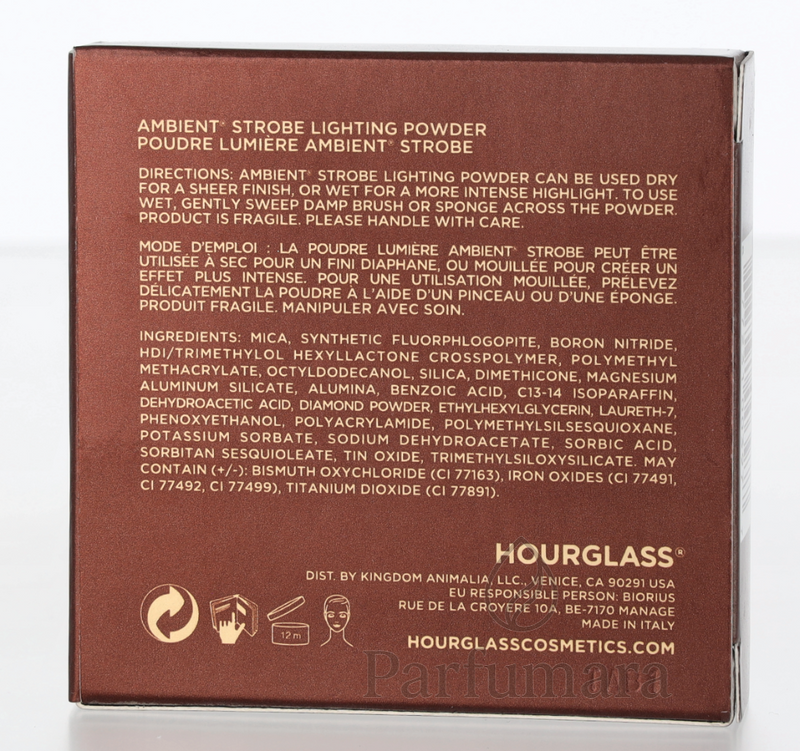 AMBIENT® STROBE LIGHTING POWDER
POUDRE LUMIÈRE AMBIENT® STROBE
DIRECTIONS: AMBIENT® STROBE LIGHTING POWDER CAN BE USED DRY
FOR A SHEER FINISH, OR WET FOR A MORE INTENSE HIGHLIGHT. TO USE
WET, GENTLY SWEEP DAMP BRUSH OR SPONGE ACROSS THE POWDER.
PRODUCT IS FRAGILE. PLEASE HANDLE WITH CARE.
MODE D'EMPLOI : LA POUDRE LUMIÈRE AMBIENT® STROBE PEUT ÊTRE
UTILISÉE À SEC POUR UN FINI DIAPHANE, OU MOUILLÉE POUR CRÉER UN
EFFET PLUS INTENSE. POUR UNE UTILISATION MOUILLÉE, PRÉLEVEZ
DÉLICATEMENT LA POUDRE À L'AIDE D'UN PINCEAU OU D'UNE ÉPONGE.
PRODUIT FRAGILE. MANIPULER AVEC SOIN.
INGREDIENTS: MICA, SYNTHETIC FLUORPHLOGOPITE, BORON NITRIDE,
HDI/TRIMETHYLOL HEXYLLACTONE CROSSPOLYMER, POLYMETHYL
METHACRYLATE, OCTYLDODECANOL, SILICA, DIMETHICONE, MAGNESIUM
ALUMINUM SILICATE, ALUMINA, BENZOIC ACID, C13-14 ISOPARAFFIN,
DEHYDROACETIC ACID, DIAMOND POWDER, ETHYLHEXYLGLYCERIN, LAURETH-7,
PHENOXYETHANOL, POLYACRYLAMIDE, POLYMETHYLSILSESQUIOXANE,
POTASSIUM SORBATE, SODIUM DEHYDROACETATE, SORBIC ACID,
SORBITAN SESQUIOLEATE, TIN OXIDE, TRIMETHYLSILOXYSILICATE. MAY
CONTAIN (+/-): BISMUTH OXYCHLORIDE (CI 77163), IRON OXIDES (CI 77491,
CI 77492, CI 77499), TITANIUM DIOXIDE (CI 77891).
HOURGLASS®
DIST. BY KINGDOM ANIMALIA, LLC., VENICE, CA 90291 USA
EU RESPONSIBLE PERSON: BIORIUS
RUE DE LA CROYERE 10A, BE-7170 MANAGE
MADE IN ITALY
HOURGLASSCOSMETICS.COM
12m
Parfumara